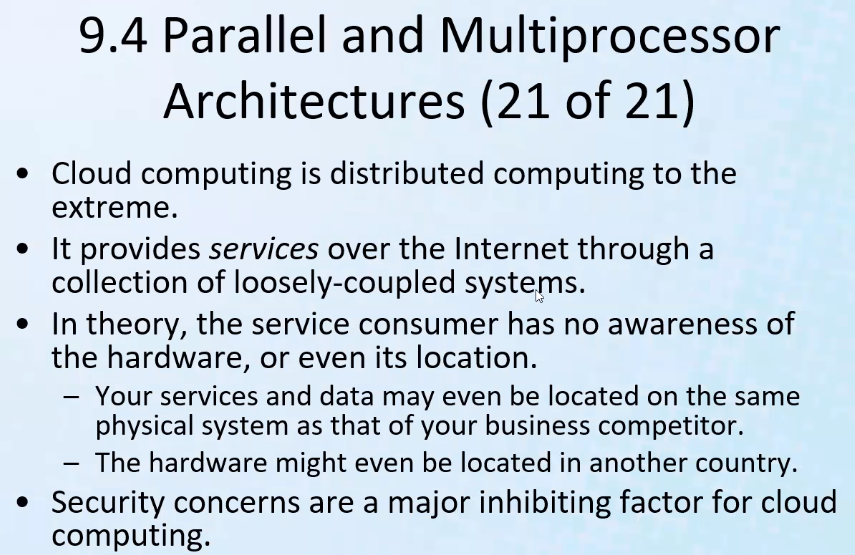 9.4 Parallel and Multiprocessor
Architectures (21 of 21)
• Cloud computing is distributed computing to the
extreme.
• It provides services over the Internet through a
collection of loosely-coupled systems.
• In theory, the service consumer has no awareness of
the hardware, or even its location.
– Your services and data may even be located on the same
physical system as that of your business competitor.
– The hardware might even be located in another country.
• Security concerns are a major inhibiting factor for cloud
computing.